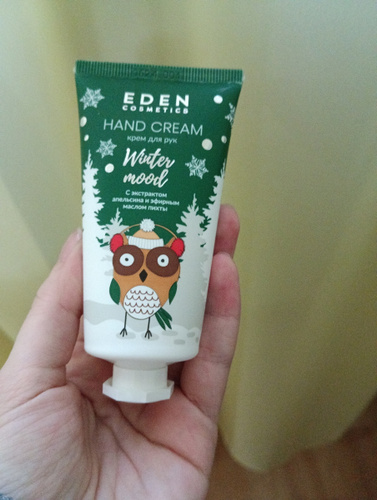 EDEN
COSMETICS
HAND CREAM
крем для рук
Winter
mood
С экстрактом
апельсина и эфирным
маслом пихты